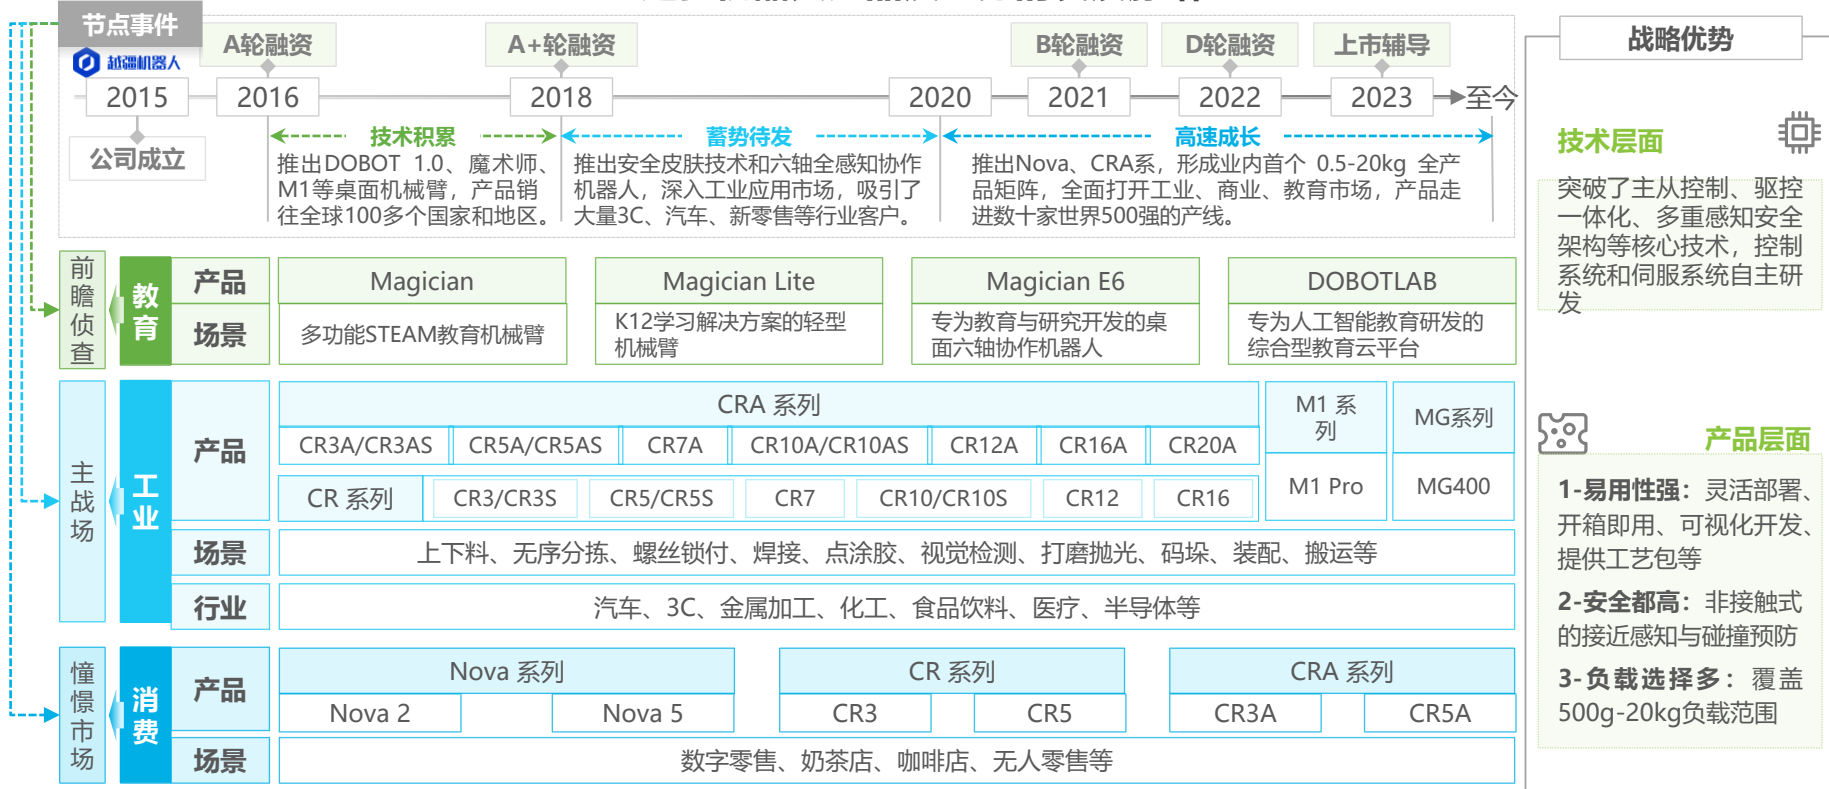 节点事件
越疆机器人
A轮融资
A+轮融资
B轮融资
D轮融资
上市辅导
2015
2016
2018
2020
2021
2022
2023
至今
公司成立
技术积累
推出DOBOT 1.0、魔术师、
M1等桌面机械臂，产品销
往全球100多个国家和地区。
蓄势待发
推出安全皮肤技术和六轴全感知协作
机器人，深入工业应用市场，吸引了
大量3C、汽车、新零售等行业客户。
高速成长
推出Nova、CRA系，形成业内首个 0.5-20kg 全产
品矩阵，全面打开工业、商业、教育市场，产品走
进数十家世界500强的产线。
前瞻侦查
教育
产品
Magician
Magician Lite
Magician E6
DOBOTLAB
场景
多功能STEAM教育机械臂
K12学习解决方案的轻型
机械臂
专为教育与研究开发的桌
面六轴协作机器人
专为人工智能教育研发的
综合型教育云平台
主战场
工业
产品
CRA 系列
CR3A/CR3AS
CR5A/CR5AS
CR7A
CR10A/CR10AS
CR12A
CR16A
CR20A
CR 系列
CR3/CR3S
CR5/CR5S
CR7
CR10/CR10S
CR12
CR16
M1 系
列
M1 Pro
MG系列
MG400
场景
上下料、无序分拣、螺丝锁付、焊接、点涂胶、视觉检测、打磨抛光、码垛、装配、搬运等
行业
汽车、3C、金属加工、化工、食品饮料、医疗、半导体等
憧憬市场
消费
产品
Nova 系列
Nova 2
Nova 5
CR 系列
CR3
CR5
CRA 系列
CR3A
CR5A
场景
数字零售、奶茶店、咖啡店、无人零售等
战略优势
技术层面
突破了主从控制、驱控
一体化、多重感知安全
架构等核心技术，控制
系统和伺服系统自主研
发
产品层面
1-易用性强：灵活部署、
开箱即用、可视化开发、
提供工艺包等
2-安全都高：非接触式
的接近感知与碰撞预防
3-负载选择多：覆盖
500g-20kg负载范围